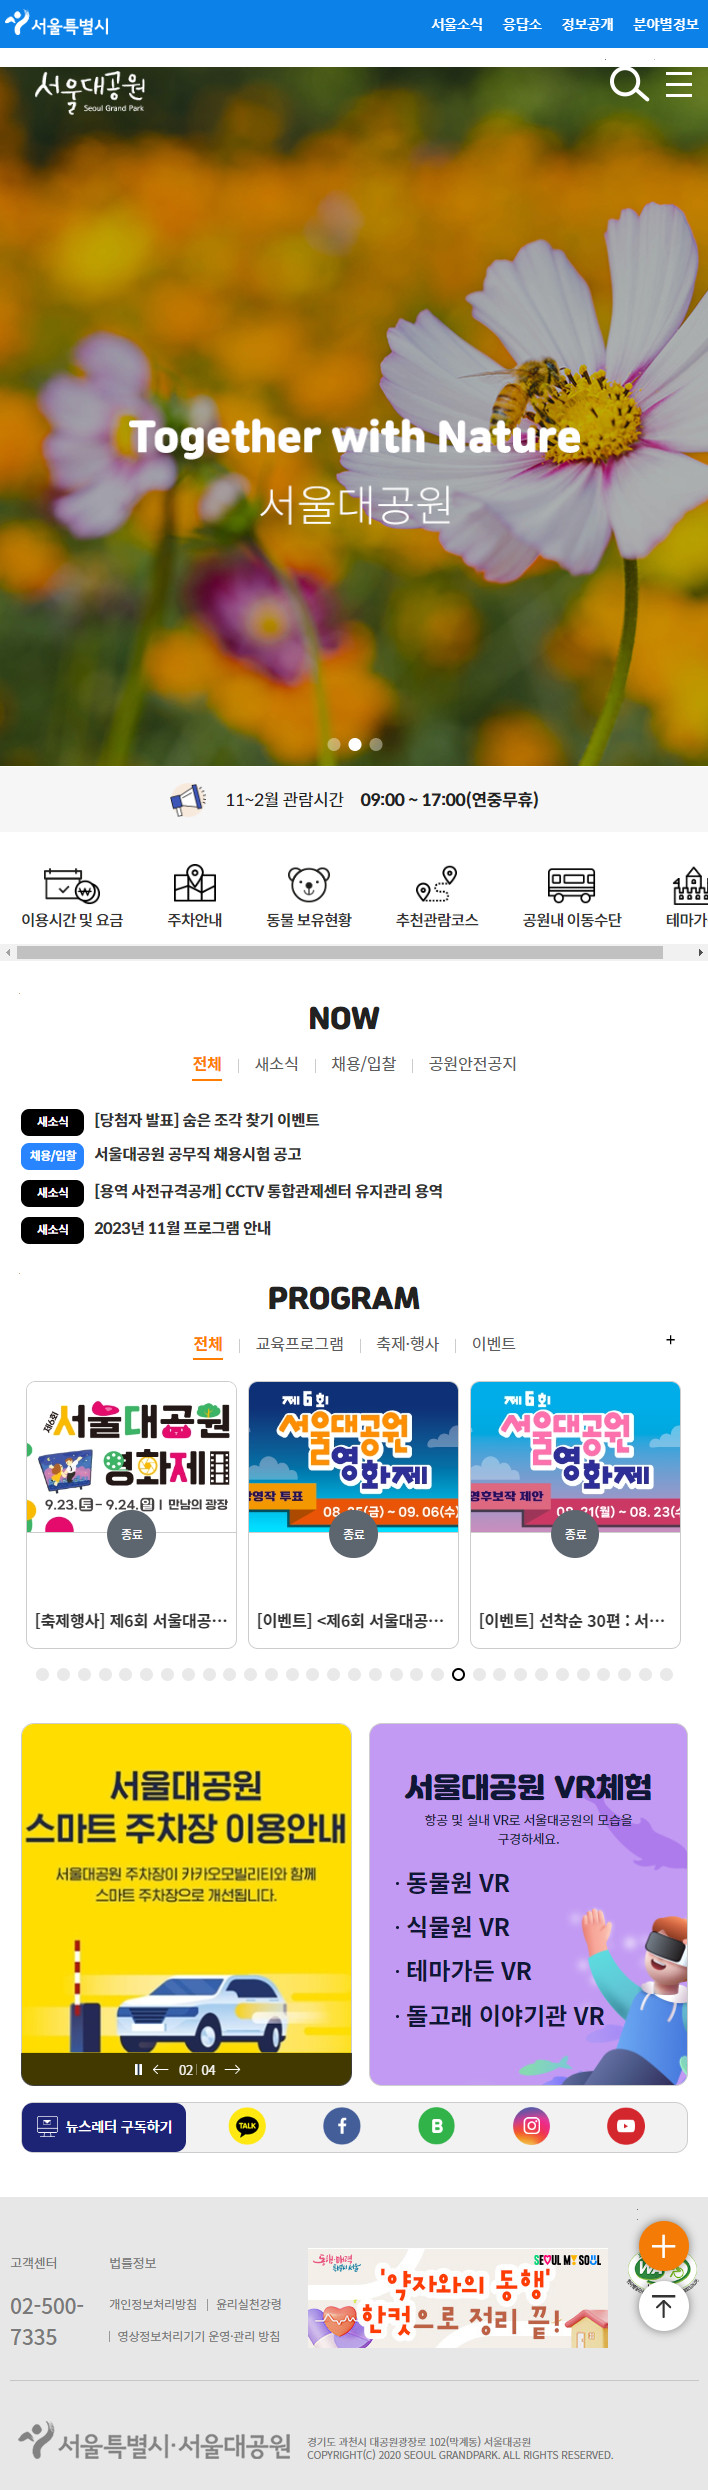 서울특별시
서울소식 응답소 정보공개 분야별정보
서울대공원
Seoul Grand Park
Together with Nature
서울대공원
11~2월 관람시간 09:00 ~ 17:00(연중무휴)
이용시간 및 요금 주차안내 동물 보유현황 추천관람코스 공원내 이동수단 테마가
NOW
전체 새소식 채용/입찰 공원안전공지
새소식 [당첨자 발표] 숨은 조각 찾기 이벤트
채용/입찰 서울대공원 공무직 채용시험 공고
새소식 [용역 사전규격공개] CCTV 통합관제센터 유지관리 용역
새소식 2023년 11월 프로그램 안내
PROGRAM
전체 교육프로그램 축제·행사 이벤트 +
제6회 서울대공원
영화제
9.23.토 – 9.24.일 | 만남의 광장
종료
[축제행사] 제6회 서울대공…
제6회
서울대공원
영화제
영작 투표
08. 25(금) ~ 09. 06(수)
종료
[이벤트] <제6회 서울대공…
제6회
서울대공원
영화제
영후보작 제안
08. 21(월) ~ 08. 23(수
종료
[이벤트] 선착순 30편 : 서…
서울대공원
스마트 주차장 이용안내
서울대공원 주차장이 카카오모빌리티와 함께
스마트 주차장으로 개선됩니다.
02 | 04
서울대공원 VR체험
항공 및 실내 VR로 서울대공원의 모습을
구경하세요.
· 동물원 VR
· 식물원 VR
· 테마가든 VR
· 돌고래 이야기관 VR
뉴스레터 구독하기 TALK f B
고객센터
02-500-
7335
법률정보
개인정보처리방침 | 윤리실천강령
| 영상정보처리기기 운영·관리 방침
동행·매력 특별시 서울
SEOUL MY SOUL
'약자와의 동행'
한컷으로 정리 끝!
WA
서울특별시·서울대공원
경기도 과천시 대공원광장로 102(막계동) 서울대공원
COPYRIGHT(C) 2020 SEOUL GRANDPARK. ALL RIGHTS RESERVED.